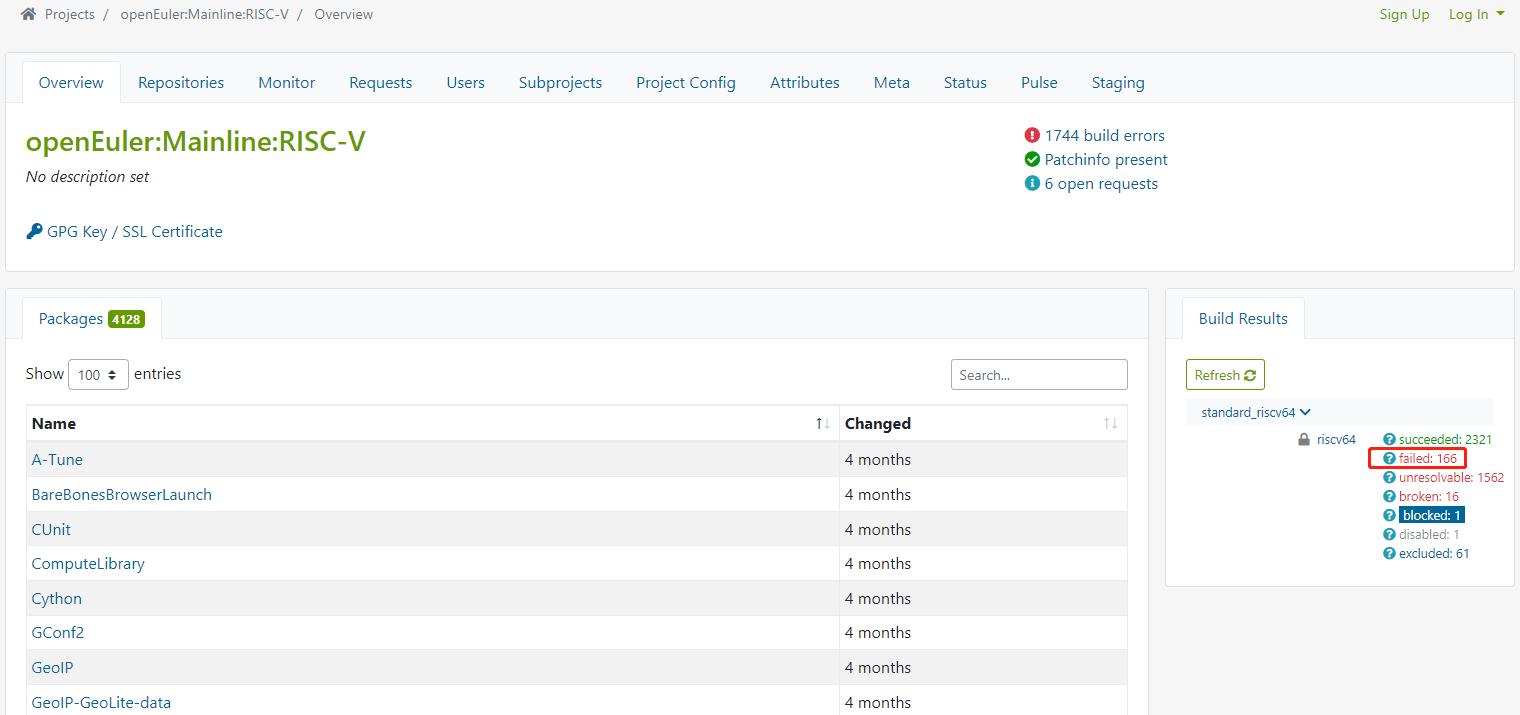 Projects / openEuler:Mainline:RISC-V / Overview
Sign Up Log In
Overview Repositories Monitor Requests Users Subprojects Project Config Attributes Meta Status Pulse Staging
openEuler:Mainline:RISC-V
No description set
GPG Key / SSL Certificate
1744 build errors
Patchinfo present
6 open requests
Packages 4128
Show 100 entries
Search...
Name Changed
A-Tune 4 months
BareBonesBrowserLaunch 4 months
CUnit 4 months
ComputeLibrary 4 months
Cython 4 months
GConf2 4 months
GeoIP 4 months
GeoIP-GeoLite-data 4 months
Build Results
Refresh
standard_riscv64
riscv64 succeeded: 2321
failed: 166
unresolvable: 1562
broken: 16
blocked: 1
disabled: 1
excluded: 61